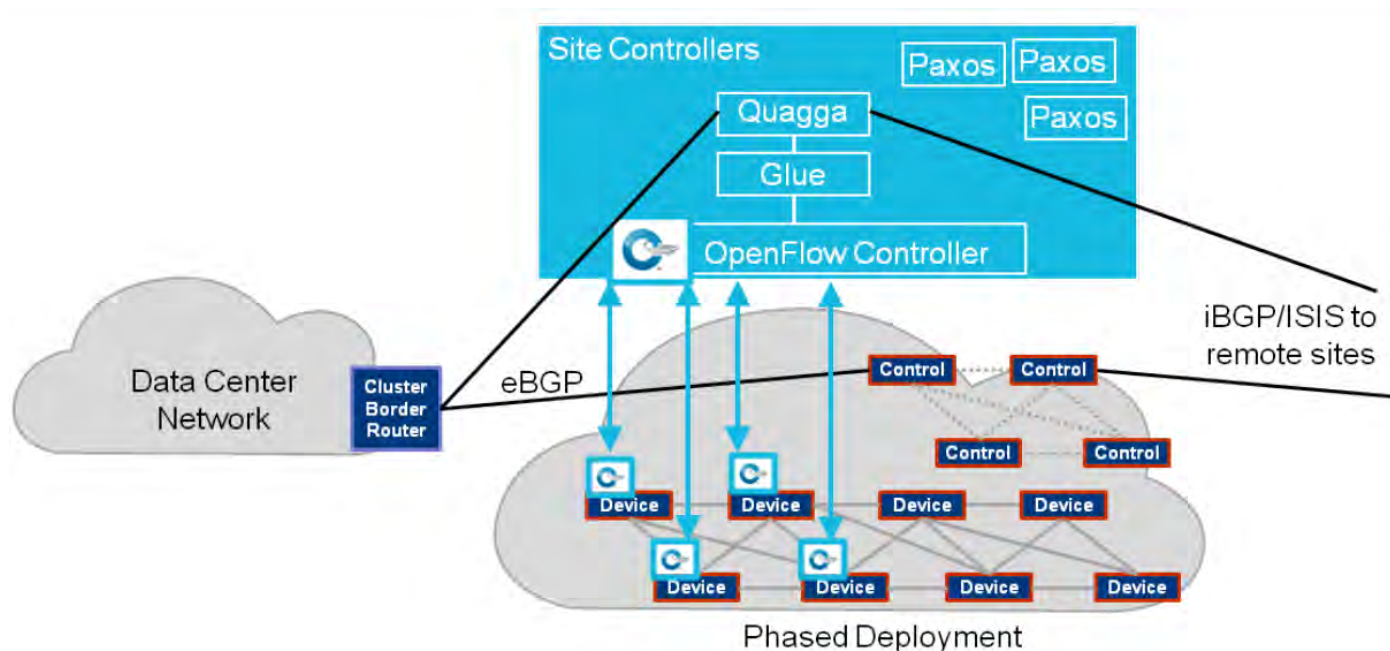 Site Controllers
Paxos
Paxos
Paxos
Quagga
Glue
OpenFlow Controller
iBGP/ISIS to
remote sites
Data Center
Network
Cluster
Border
Router
eBGP
Control
Control
Control
Control
Device
Device
Device
Device
Device
Device
Device
Device
Phased Deployment